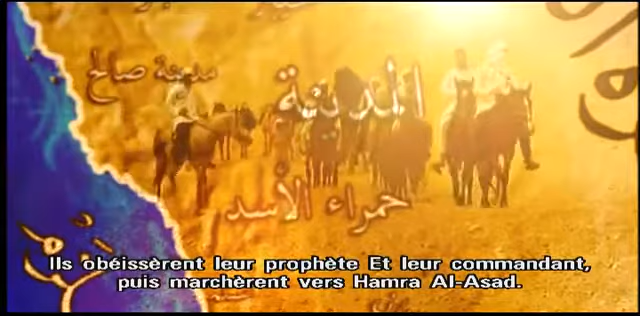 مدينة صالح
المدينة
حمراء الأسد
Ils obéissèrent leur prophète Et leur commandant,
puis marchèrent vers Hamra Al-Asad.